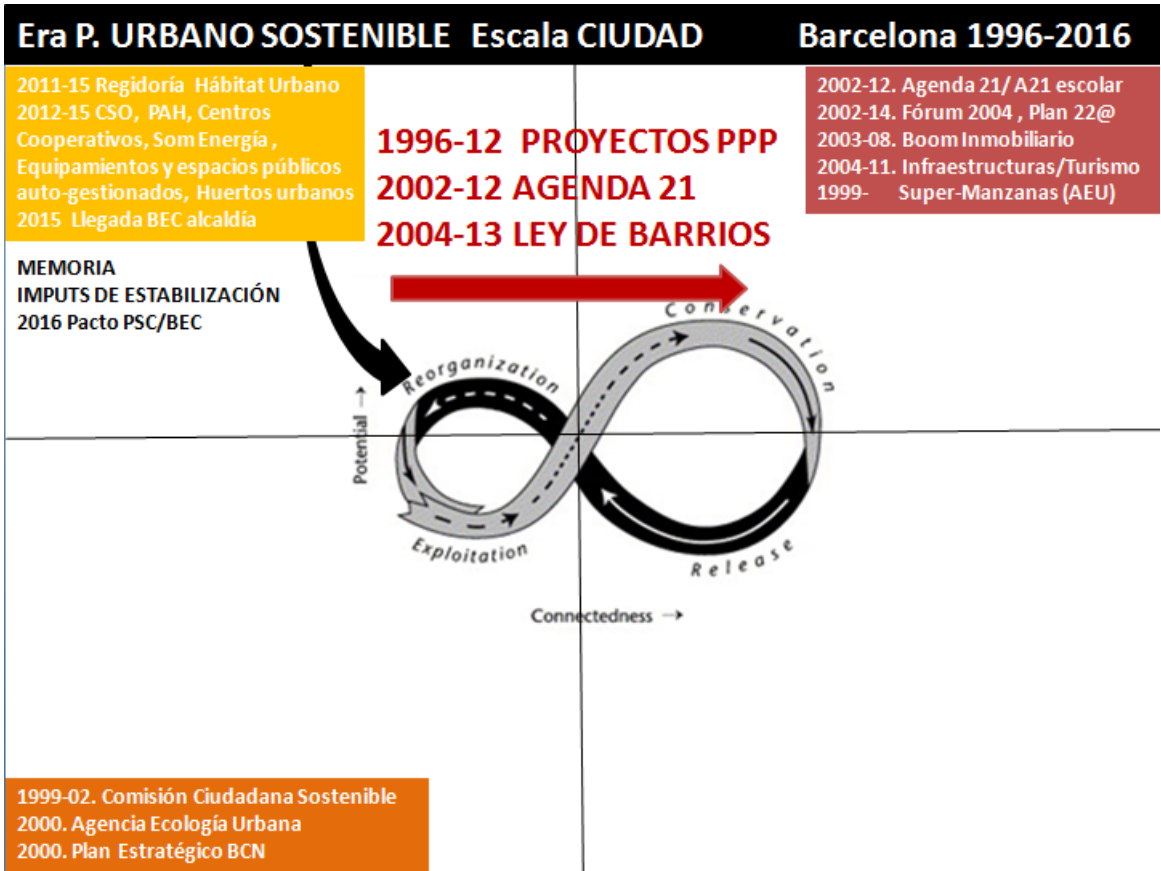 Era P. URBANO SOSTENIBLE Escala CIUDAD Barcelona 1996-2016
2011-15 Regidoría Hábitat Urbano
2012-15 CSO, PAH, Centros
Cooperativos, Som Energía ,
Equipamientos y espacios públicos
auto-gestionados, Huertos urbanos
2015 Llegada BEC alcaldía
1996-12 PROYECTOS PPP
2002-12 AGENDA 21
2004-13 LEY DE BARRIOS
2002-12. Agenda 21/ A21 escolar
2002-14. Fórum 2004 , Plan 22@
2003-08. Boom Inmobiliario
2004-11. Infraestructuras/Turismo
1999- Super-Manzanas (AEU)
MEMORIA
IMPUTS DE ESTABILIZACIÓN
2016 Pacto PSC/BEC
Conservation
Reorganization
Potential →
Exploitation
Release
Connectedness →
1999-02. Comisión Ciudadana Sostenible
2000. Agencia Ecología Urbana
2000. Plan Estratégico BCN